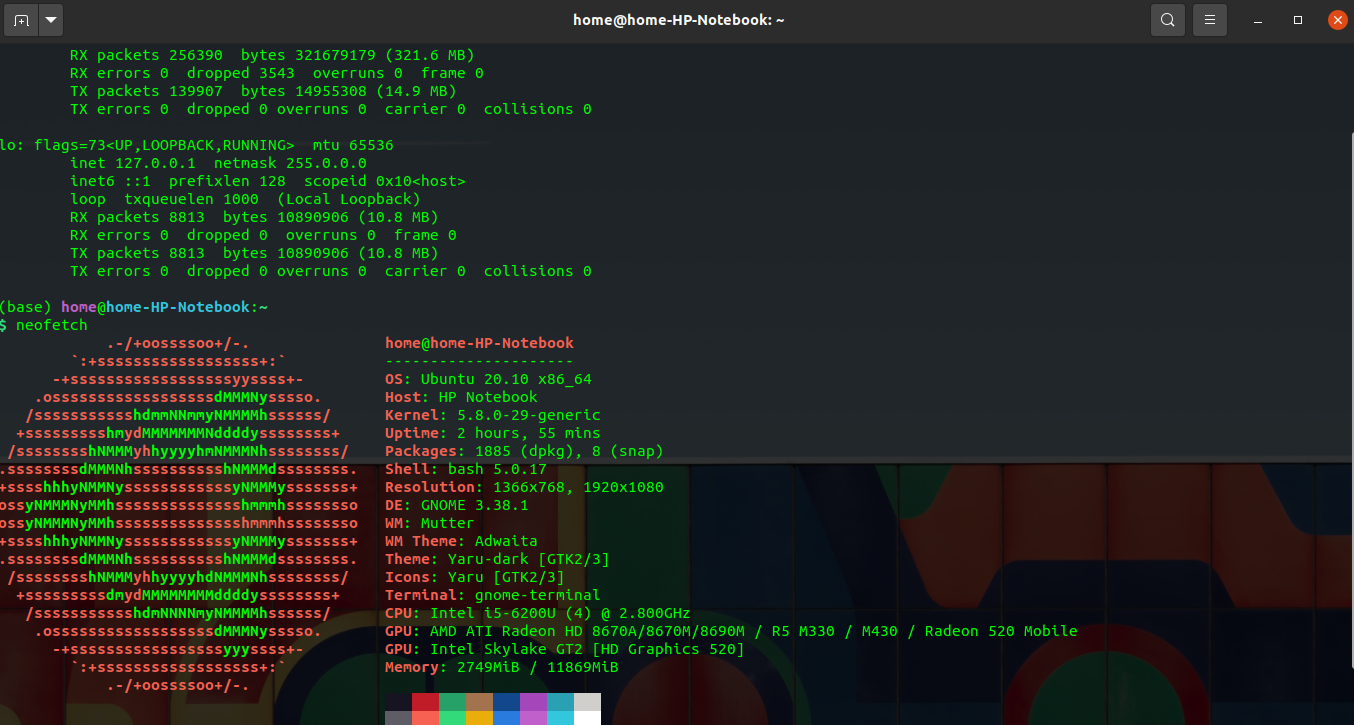 home@home-HP-Notebook: ~
RX packets 256390  bytes 321679179 (321.6 MB)
RX errors 0  dropped 3543  overruns 0  frame 0
TX packets 139907  bytes 14955308 (14.9 MB)
TX errors 0  dropped 0 overruns 0  carrier 0  collisions 0
lo: flags=73<UP,LOOPBACK,RUNNING>  mtu 65536
inet 127.0.0.1  netmask 255.0.0.0
inet6 ::1  prefixlen 128  scopeid 0x10<host>
loop  txqueuelen 1000  (Local Loopback)
RX packets 8813  bytes 10890906 (10.8 MB)
RX errors 0  dropped 0  overruns 0  frame 0
TX packets 8813  bytes 10890906 (10.8 MB)
TX errors 0  dropped 0 overruns 0  carrier 0  collisions 0
(base) home@home-HP-Notebook:~
$ neofetch
.-/+oossssoo+/-.               home@home-HP-Notebook
`:+ssssssssssssssssss+:`           ---------------------
-+ssssssssssssssssssyyssss+-         OS: Ubuntu 20.10 x86_64
.ossssssssssssssssssdMMMNysssso.       Host: HP Notebook
/ssssssssssshdmmNNmmyNMMMMhssssss/      Kernel: 5.8.0-29-generic
+ssssssssshmydMMMMMMMNddddyssssssss+     Uptime: 2 hours, 55 mins
/sssssssshNMMMyhhyyyyhmNMMMNhssssssss/    Packages: 1885 (dpkg), 8 (snap)
.ssssssssdMMMNhsssssssssshNMMMdssssssss.   Shell: bash 5.0.17
+sssshhhyNMMNyssssssssssssyNMMMysssssss+   Resolution: 1366x768, 1920x1080
ossyNMMMNyMMhsssssssssssssshmmmhssssssso   DE: GNOME 3.38.1
ossyNMMMNyMMhsssssssssssssshmmmhssssssso   WM: Mutter
+sssshhhyNMMNyssssssssssssyNMMMysssssss+   WM Theme: Adwaita
.ssssssssdMMMNhsssssssssshNMMMdssssssss.   Theme: Yaru-dark [GTK2/3]
/sssssssshNMMMyhhyyyyhdNMMMNhssssssss/    Icons: Yaru [GTK2/3]
+sssssssssdmydMMMMMMMMddddyssssssss+     Terminal: gnome-terminal
/ssssssssssshdmNNNNmyNMMMMhssssss/      CPU: Intel i5-6200U (4) @ 2.800GHz
.ossssssssssssssssssdMMMNysssso.       GPU: AMD ATI Radeon HD 8670A/8670M/8690M / R5 M330 / M430 / Radeon 520 Mobile
-+sssssssssssssssssyyyssss+-         GPU: Intel Skylake GT2 [HD Graphics 520]
`:+ssssssssssssssssss+:`           Memory: 2749MiB / 11869MiB
.-/+oossssoo+/-.